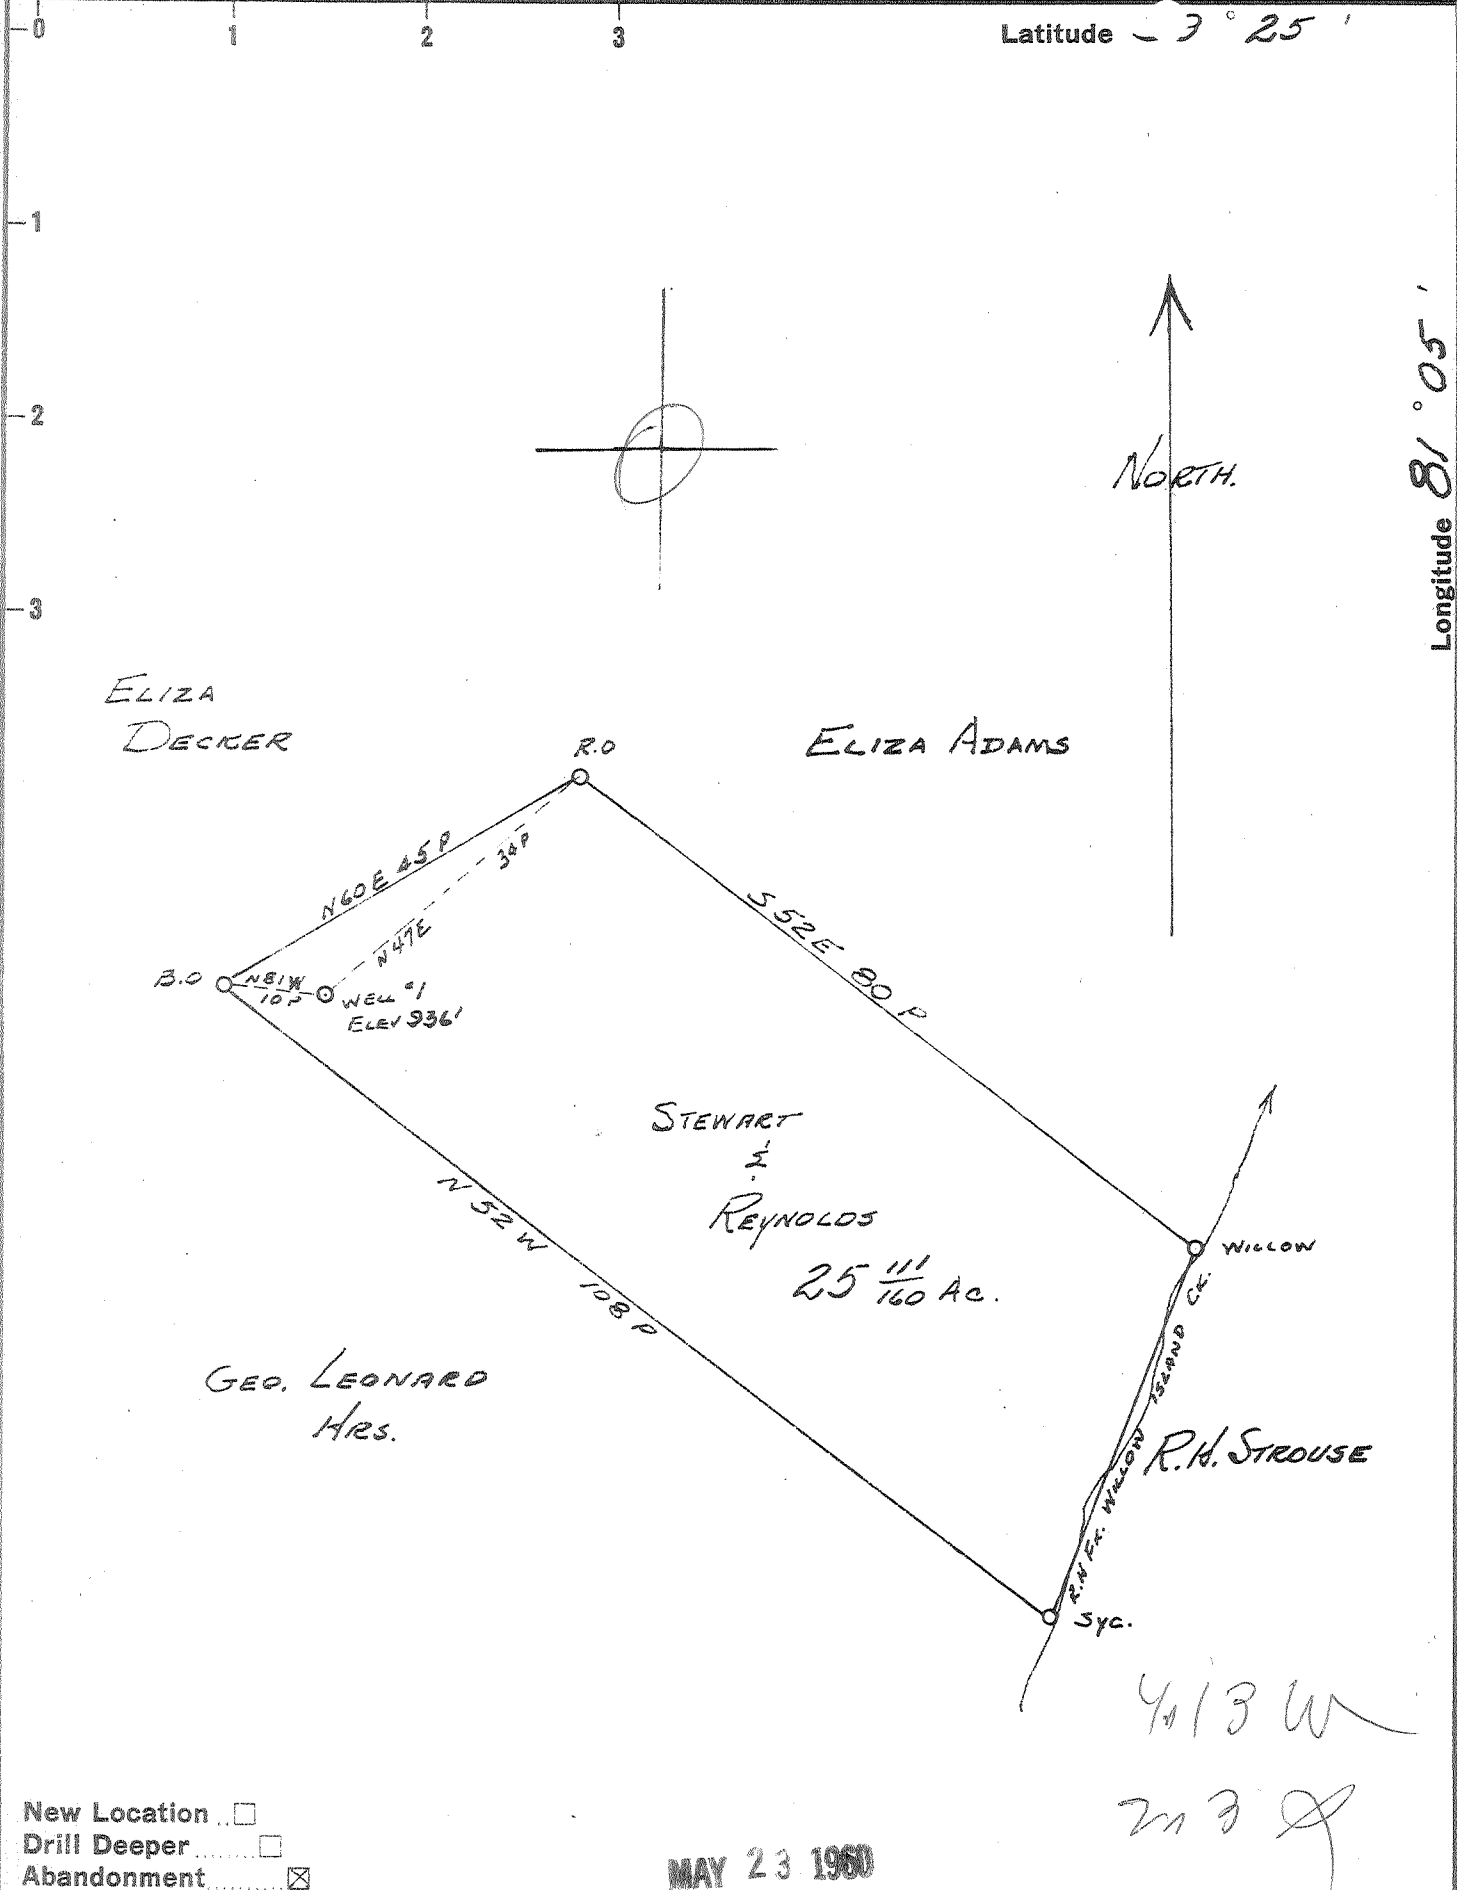 0 1 2 3
Latitude 3° 25'
1
2
3
Longitude 81° 05'
NORTH.
ELIZA
DECKER
R.O
ELIZA ADAMS
N60E 45P
34P
N47E
S52E 80P
B.O
N81W
10P
WELL #1
ELEV 936'
STEWART
&
REYNOLDS
25 111/160 Ac.
N52W 108P
WILLOW
R.H FK. WILLOW ISLAND CK.
GEO. LEONARD
HRS.
R.H. STROUSE
Syc.
New Location
Drill Deeper
Abandonment ☒
MAY 23 1960